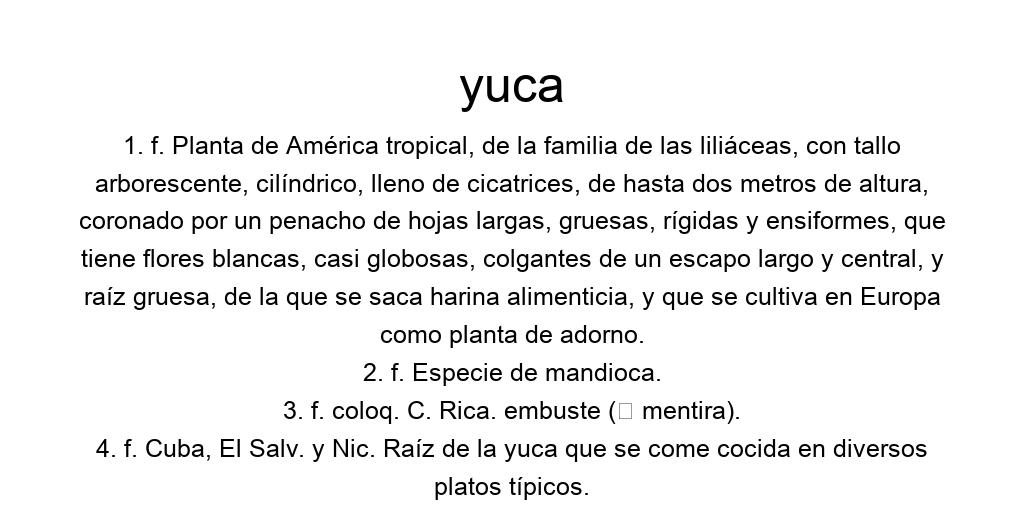 yuca
1. f. Planta de América tropical, de la familia de las liliáceas, con tallo
arborescente, cilíndrico, lleno de cicatrices, de hasta dos metros de altura,
coronado por un penacho de hojas largas, gruesas, rígidas y ensiformes, que
tiene flores blancas, casi globosas, colgantes de un escapo largo y central, y
raíz gruesa, de la que se saca harina alimenticia, y que se cultiva en Europa
como planta de adorno.
2. f. Especie de mandioca.
3. f. coloq. C. Rica. embuste (□ mentira).
4. f. Cuba, El Salv. y Nic. Raíz de la yuca que se come cocida en diversos
platos típicos.